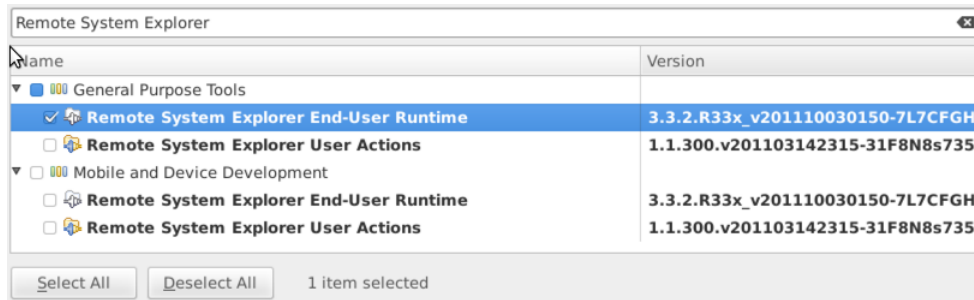 Remote System Explorer
Name Version
General Purpose Tools
Remote System Explorer End-User Runtime 3.3.2.R33x_v201110030150-7L7CFGH
Remote System Explorer User Actions 1.1.300.v201103142315-31F8N8s735
Mobile and Device Development
Remote System Explorer End-User Runtime 3.3.2.R33x_v201110030150-7L7CFGH
Remote System Explorer User Actions 1.1.300.v201103142315-31F8N8s735
Select All Deselect All 1 item selected